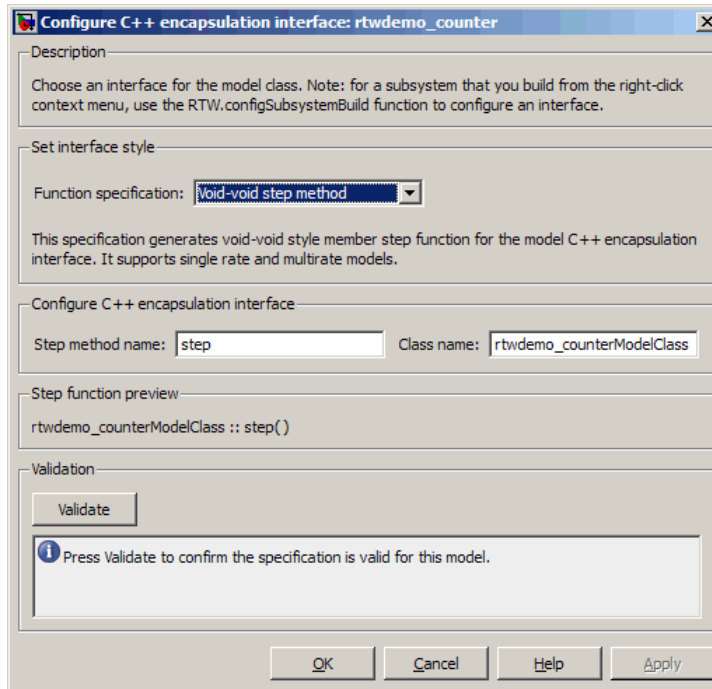 Configure C++ encapsulation interface: rtwdemo_counter
Description
Choose an interface for the model class. Note: for a subsystem that you build from the right-click
context menu, use the RTW.configSubsystemBuild function to configure an interface.
Set interface style
Function specification: Void-void step method
This specification generates void-void style member step function for the model C++ encapsulation
interface. It supports single rate and multirate models.
Configure C++ encapsulation interface
Step method name: step Class name: rtwdemo_counterModelClass
Step function preview
rtwdemo_counterModelClass :: step()
Validation
Validate
Press Validate to confirm the specification is valid for this model.
OK Cancel Help Apply